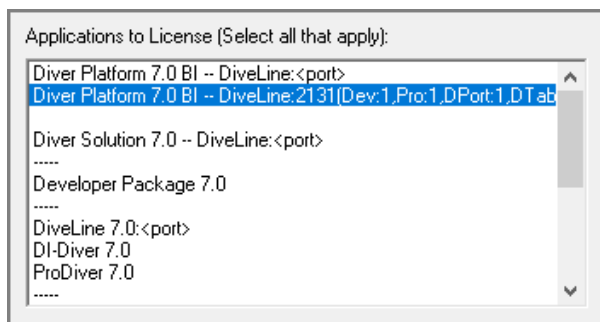 Applications to License (Select all that apply):
Diver Platform 7.0 BI -- DiveLine:<port>
Diver Platform 7.0 BI -- DiveLine:2131(Dev:1,Pro:1,DPort:1,DTab
Diver Solution 7.0 -- DiveLine:<port>
-----
Developer Package 7.0
-----
DiveLine 7.0:<port>
DI-Diver 7.0
ProDiver 7.0
-----